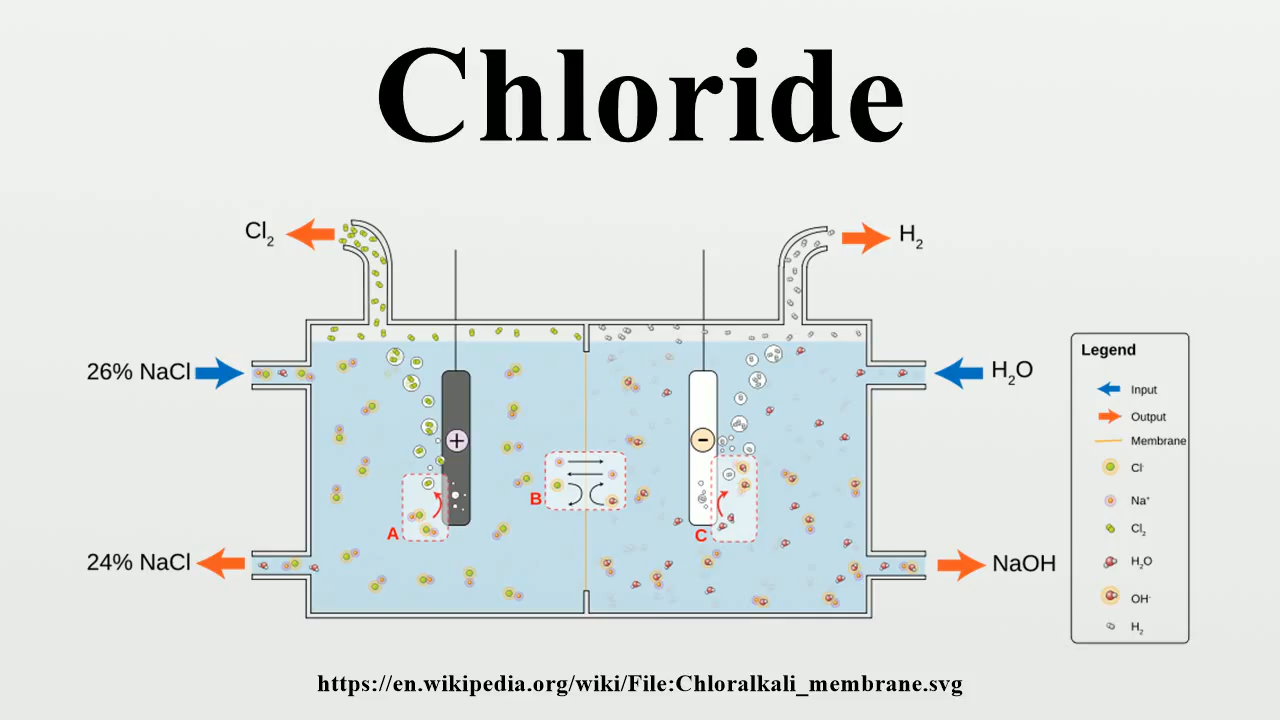 Chloride
Cl2
H2
26% NaCl
H2O
+
-
B
A
C
24% NaCl
NaOH
Legend
Input
Output
Membrane
Cl-
Na+
Cl2
H2O
OH-
H2
https://en.wikipedia.org/wiki/File:Chloralkali_membrane.svg